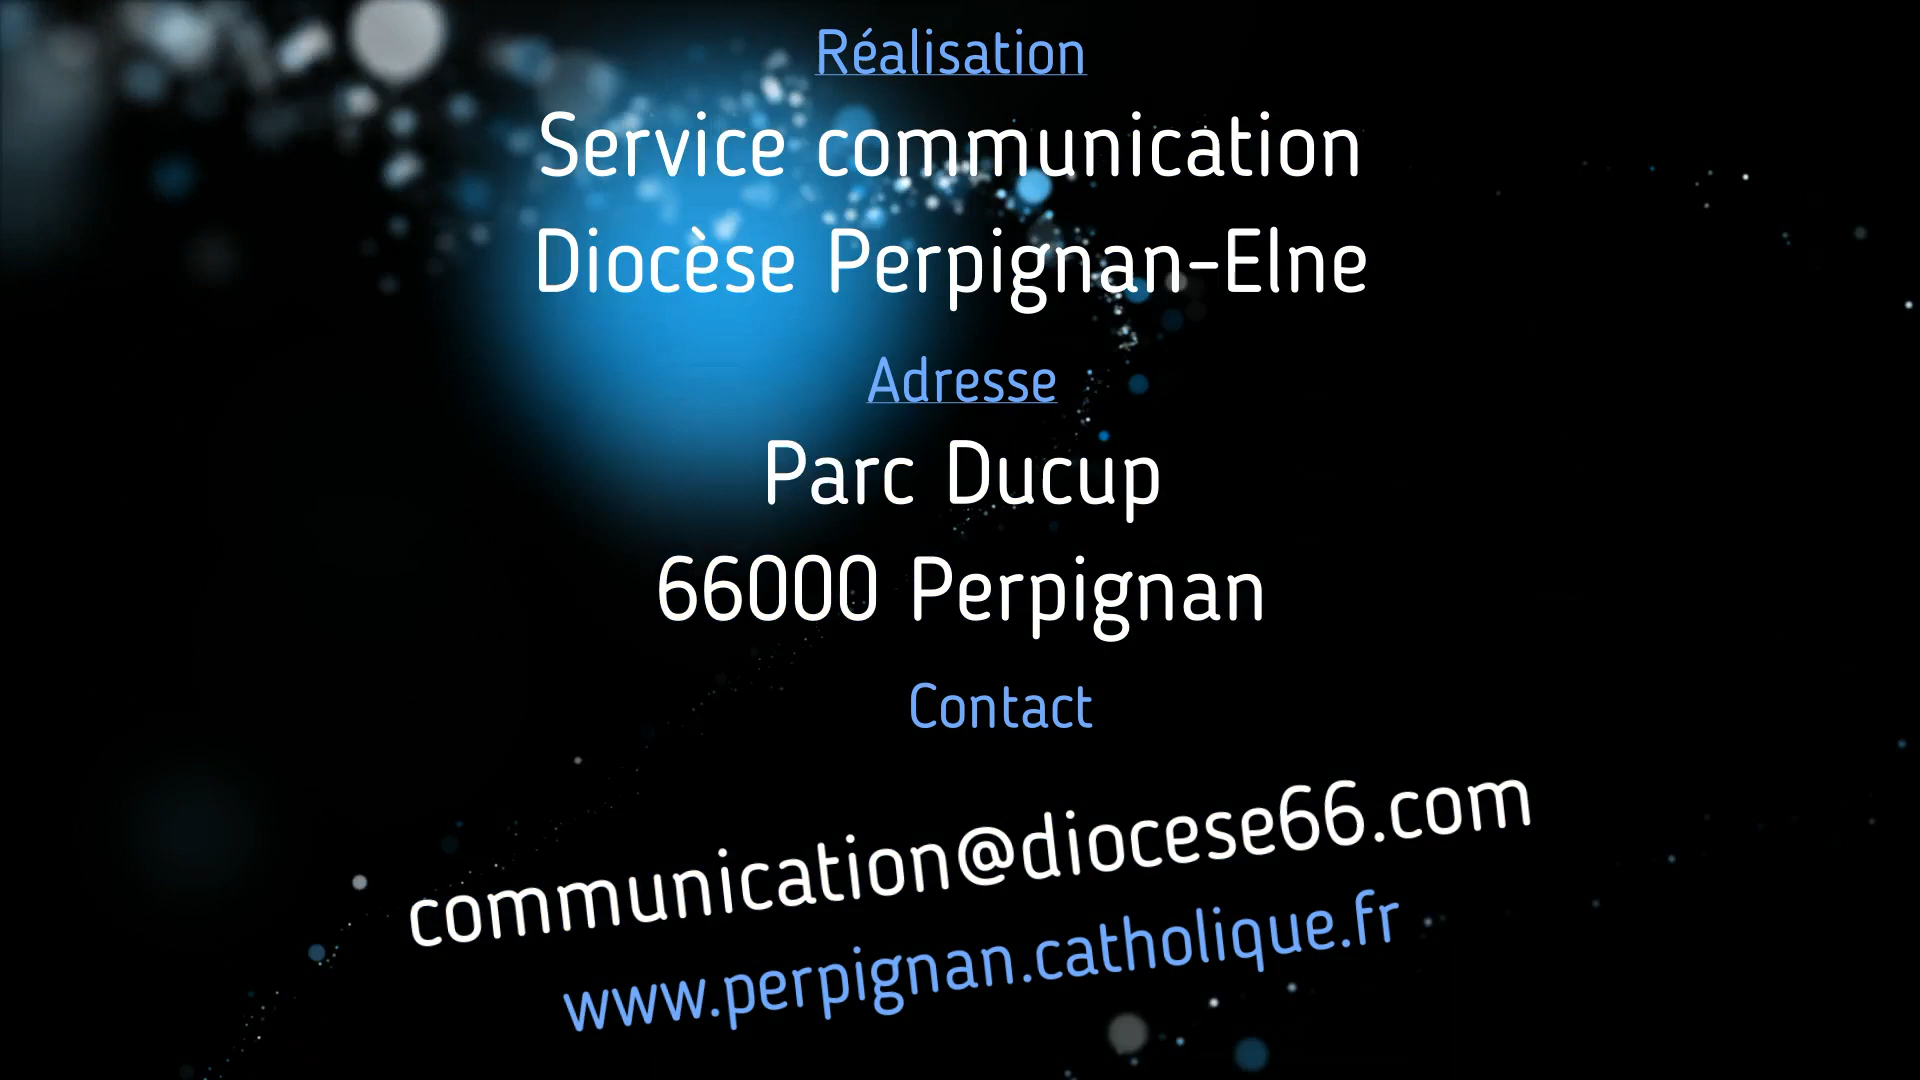 Réalisation
Service communication
Diocèse Perpignan-Elne
Adresse
Parc Ducup
66000 Perpignan
Contact
communication@diocese66.com
www.perpignan.catholique.fr